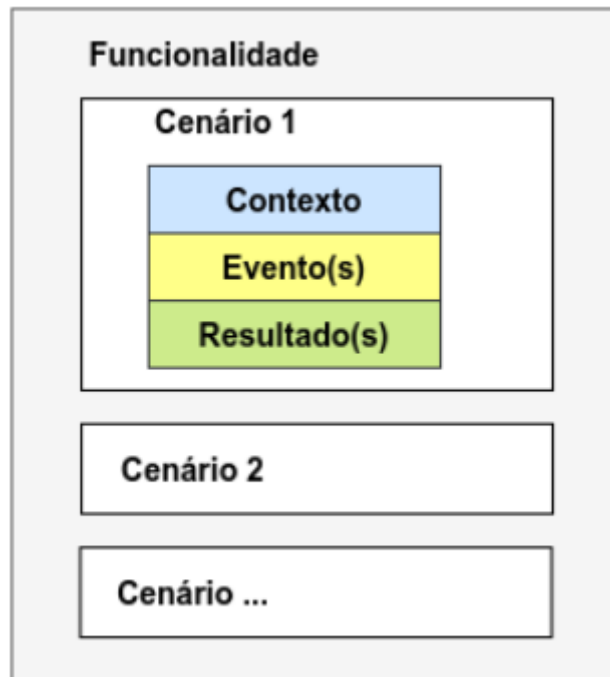 Funcionalidade
Cenário 1
Contexto
Evento(s)
Resultado(s)
Cenário 2
Cenário ...